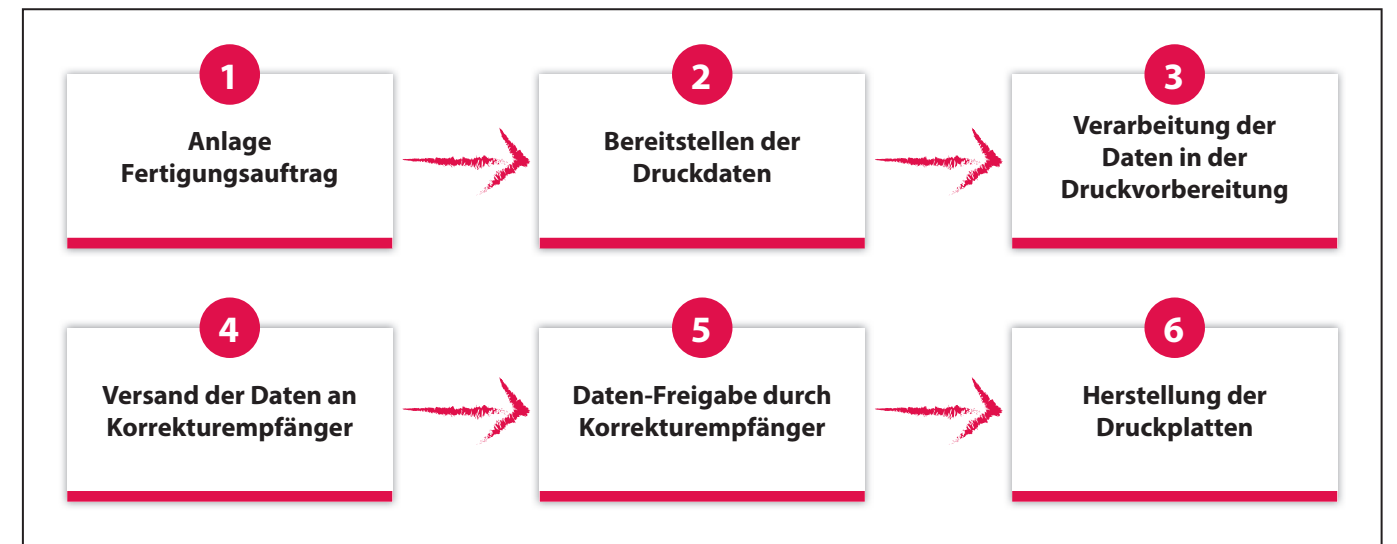 1
Anlage
Fertigungsauftrag
2
Bereitstellen der
Druckdaten
3
Verarbeitung der
Daten in der
Druckvorbereitung
4
Versand der Daten an
Korrekturempfänger
5
Daten-Freigabe durch
Korrekturempfänger
6
Herstellung der
Druckplatten